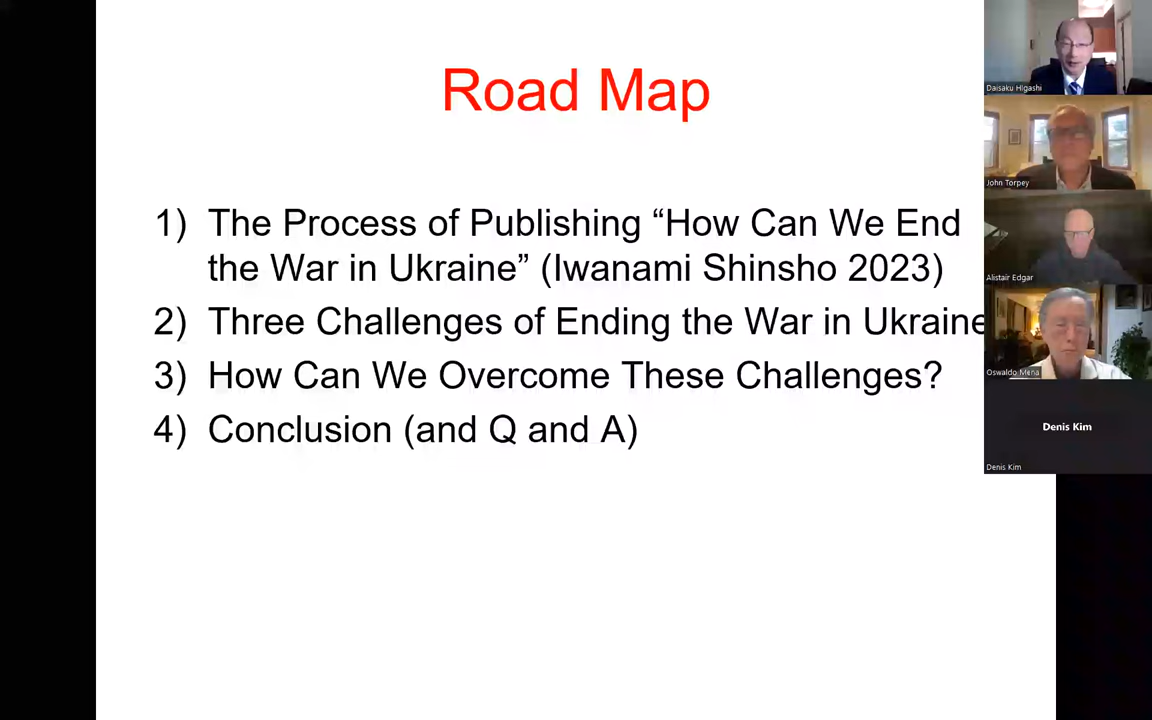 Road Map
1) The Process of Publishing “How Can We End
the War in Ukraine” (Iwanami Shinsho 2023)
2) Three Challenges of Ending the War in Ukraine
3) How Can We Overcome These Challenges?
4) Conclusion (and Q and A)
Daisaku Higashi
John Torpey
Alistair Edgar
Oswaldo Mena
Denis Kim
Denis Kim